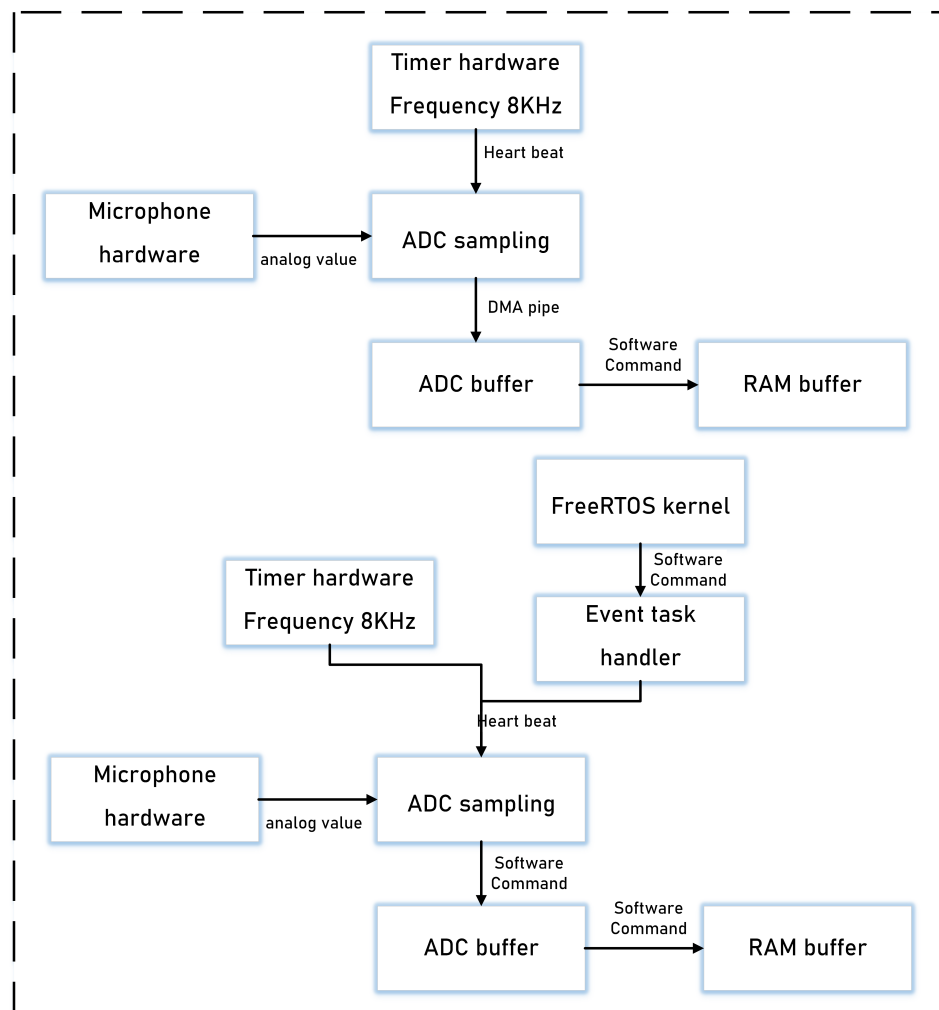 Timer hardware
Frequency 8KHz
Heart beat
Microphone
hardware
analog value
ADC sampling
DMA pipe
ADC buffer
Software
Command
RAM buffer
FreeRTOS kernel
Software
Command
Timer hardware
Frequency 8KHz
Event task
handler
Heart beat
Microphone
hardware
analog value
ADC sampling
Software
Command
ADC buffer
Software
Command
RAM buffer